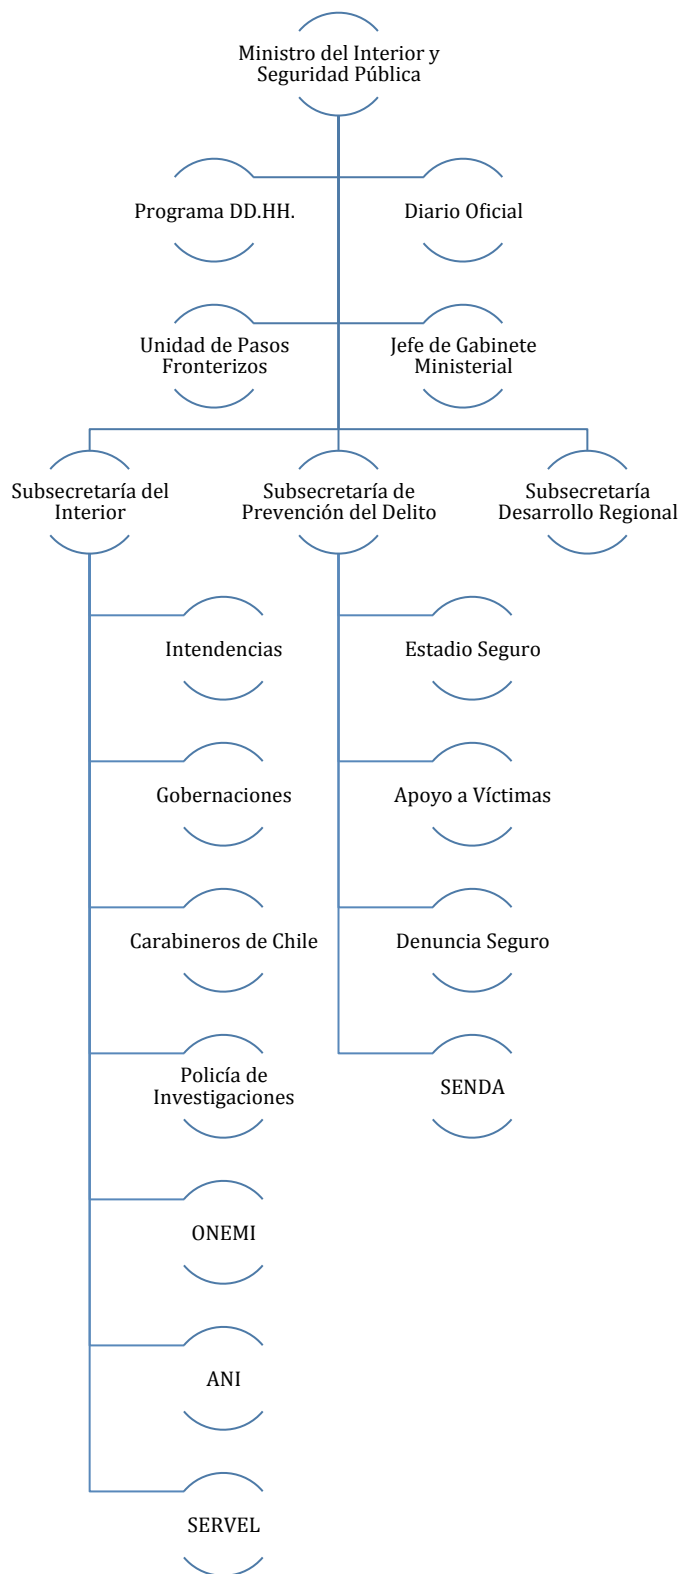 Ministro del Interior y
Seguridad Pública
Programa DD.HH.
Diario Oficial
Unidad de Pasos
Fronterizos
Jefe de Gabinete
Ministerial
Subsecretaría del
Interior
Subsecretaría de
Prevención del Delito
Subsecretaría
Desarrollo Regional
Intendencias
Estadio Seguro
Gobernaciones
Apoyo a Víctimas
Carabineros de Chile
Denuncia Seguro
Policía de
Investigaciones
SENDA
ONEMI
ANI
SERVEL